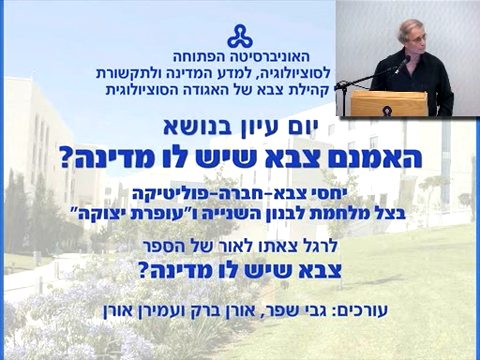 האוניברסיטה הפתוחה
לסוציולוגיה, למדע המדינה ולתקשורת
קהילת צבא של האגודה הסוציולוגית
יום עיון בנושא
האמנם צבא שיש לו מדינה?
יחסי צבא-חברה-פוליטיקה
בצל מלחמת לבנון השנייה ו"עופרת יצוקה"
לרגל צאתו לאור של הספר
צבא שיש לו מדינה?
עורכים: גבי שפר, אורן ברק ועמירן אורן